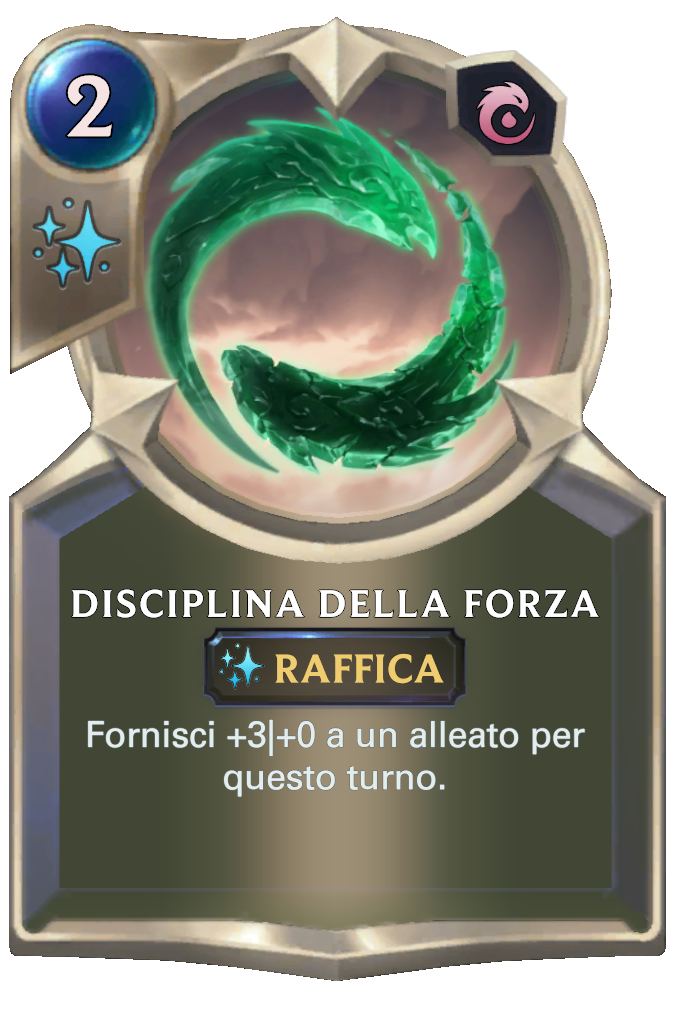 2
DISCIPLINA DELLA FORZA
RAFFICA
Fornisci +3|+0 a un alleato per
questo turno.